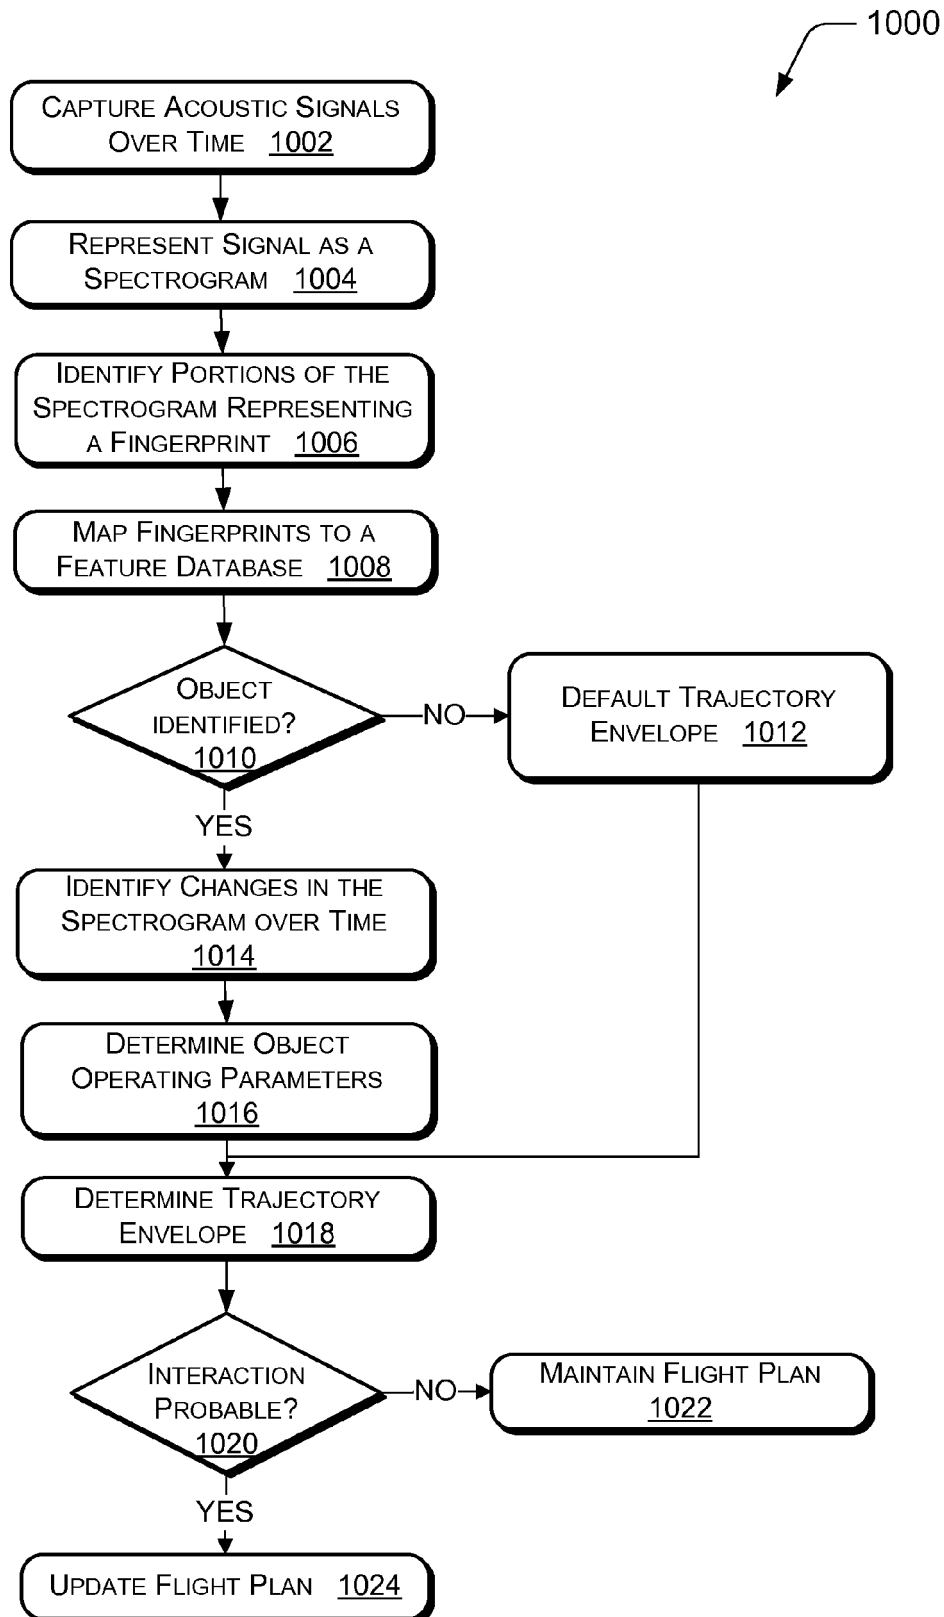 1000
CAPTURE ACOUSTIC SIGNALS
OVER TIME 1002
REPRESENT SIGNAL AS A
SPECTROGRAM 1004
IDENTIFY PORTIONS OF THE
SPECTROGRAM REPRESENTING
A FINGERPRINT 1006
MAP FINGERPRINTS TO A
FEATURE DATABASE 1008
OBJECT
IDENTIFIED?
1010
NO
DEFAULT TRAJECTORY
ENVELOPE 1012
YES
IDENTIFY CHANGES IN THE
SPECTROGRAM OVER TIME
1014
DETERMINE OBJECT
OPERATING PARAMETERS
1016
DETERMINE TRAJECTORY
ENVELOPE 1018
INTERACTION
PROBABLE?
1020
NO
MAINTAIN FLIGHT PLAN
1022
YES
UPDATE FLIGHT PLAN 1024